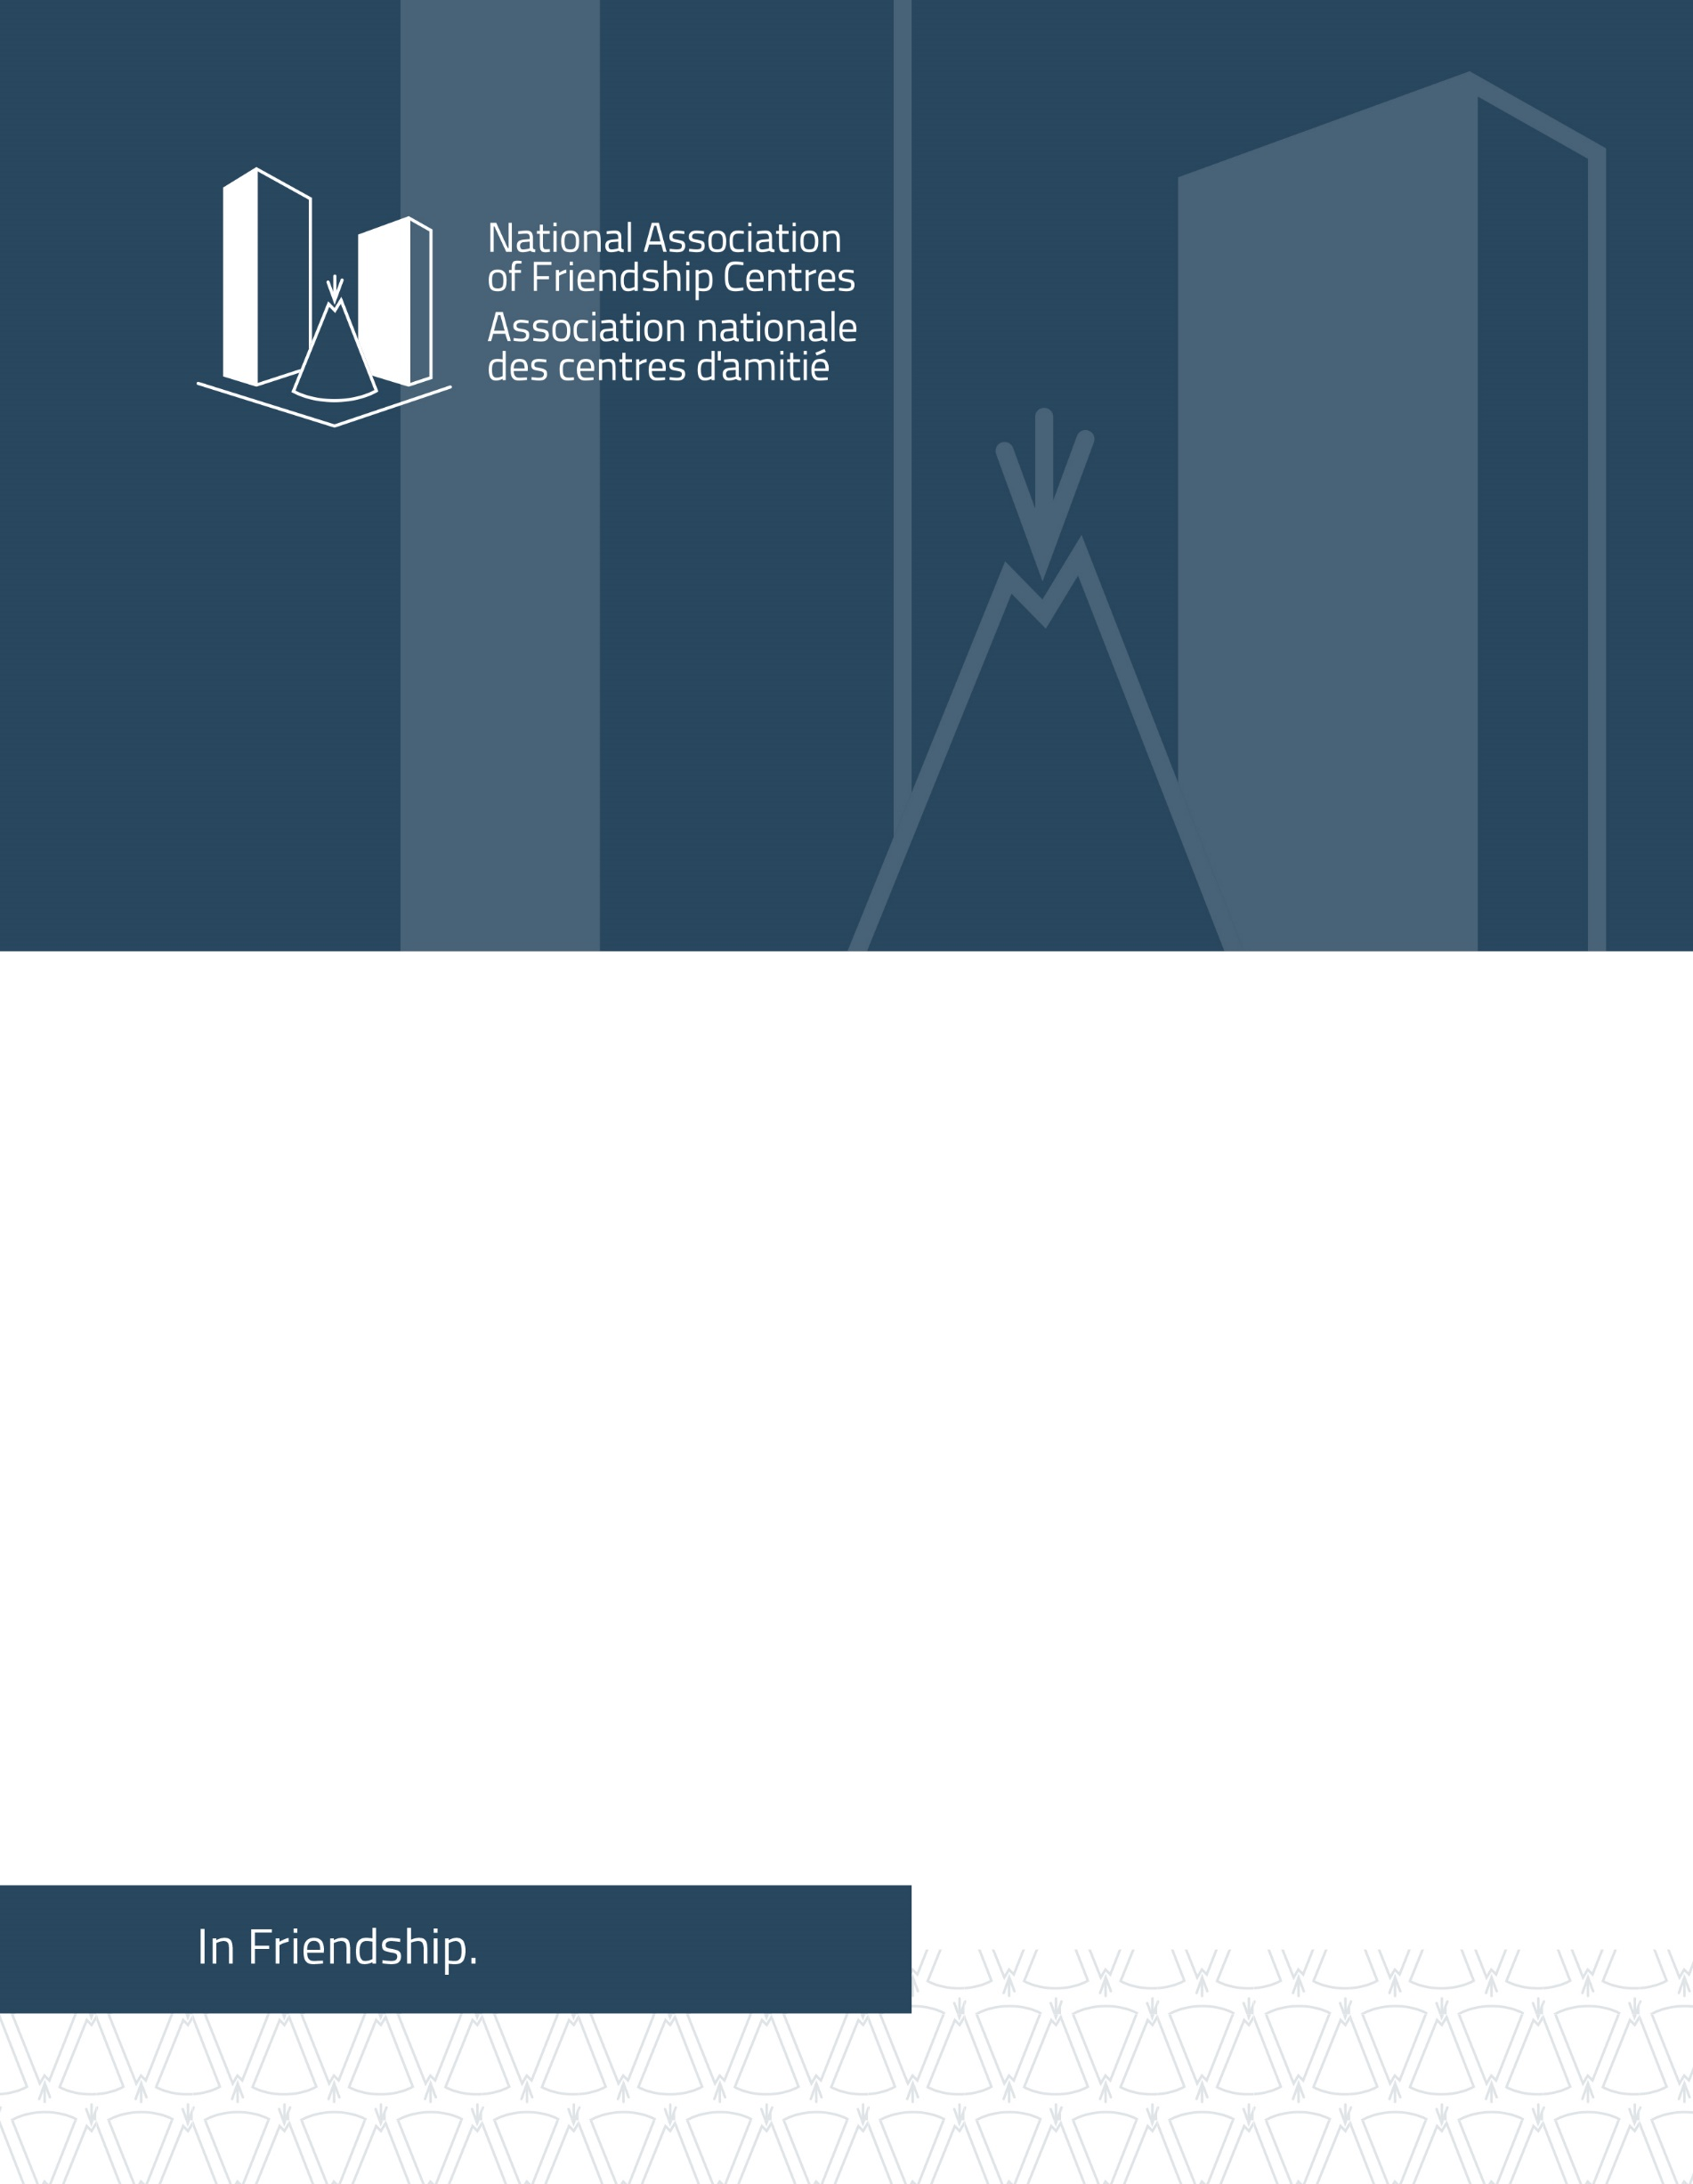 National Association
of Friendship Centres
Association nationale
des centres d'amitié
In Friendship.